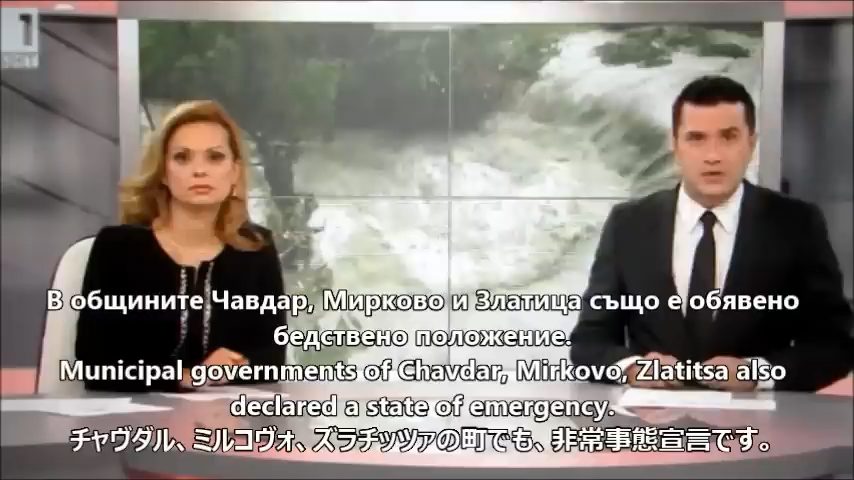 1
В общините Чавдар, Мирково и Златица също е обявено
бедствено положение.
Municipal governments of Chavdar, Mirkovo, Zlatitsa also
declared a state of emergency.
チャヴダル、ミルコヴォ、ズラチッツァの町でも、非常事態宣言です。